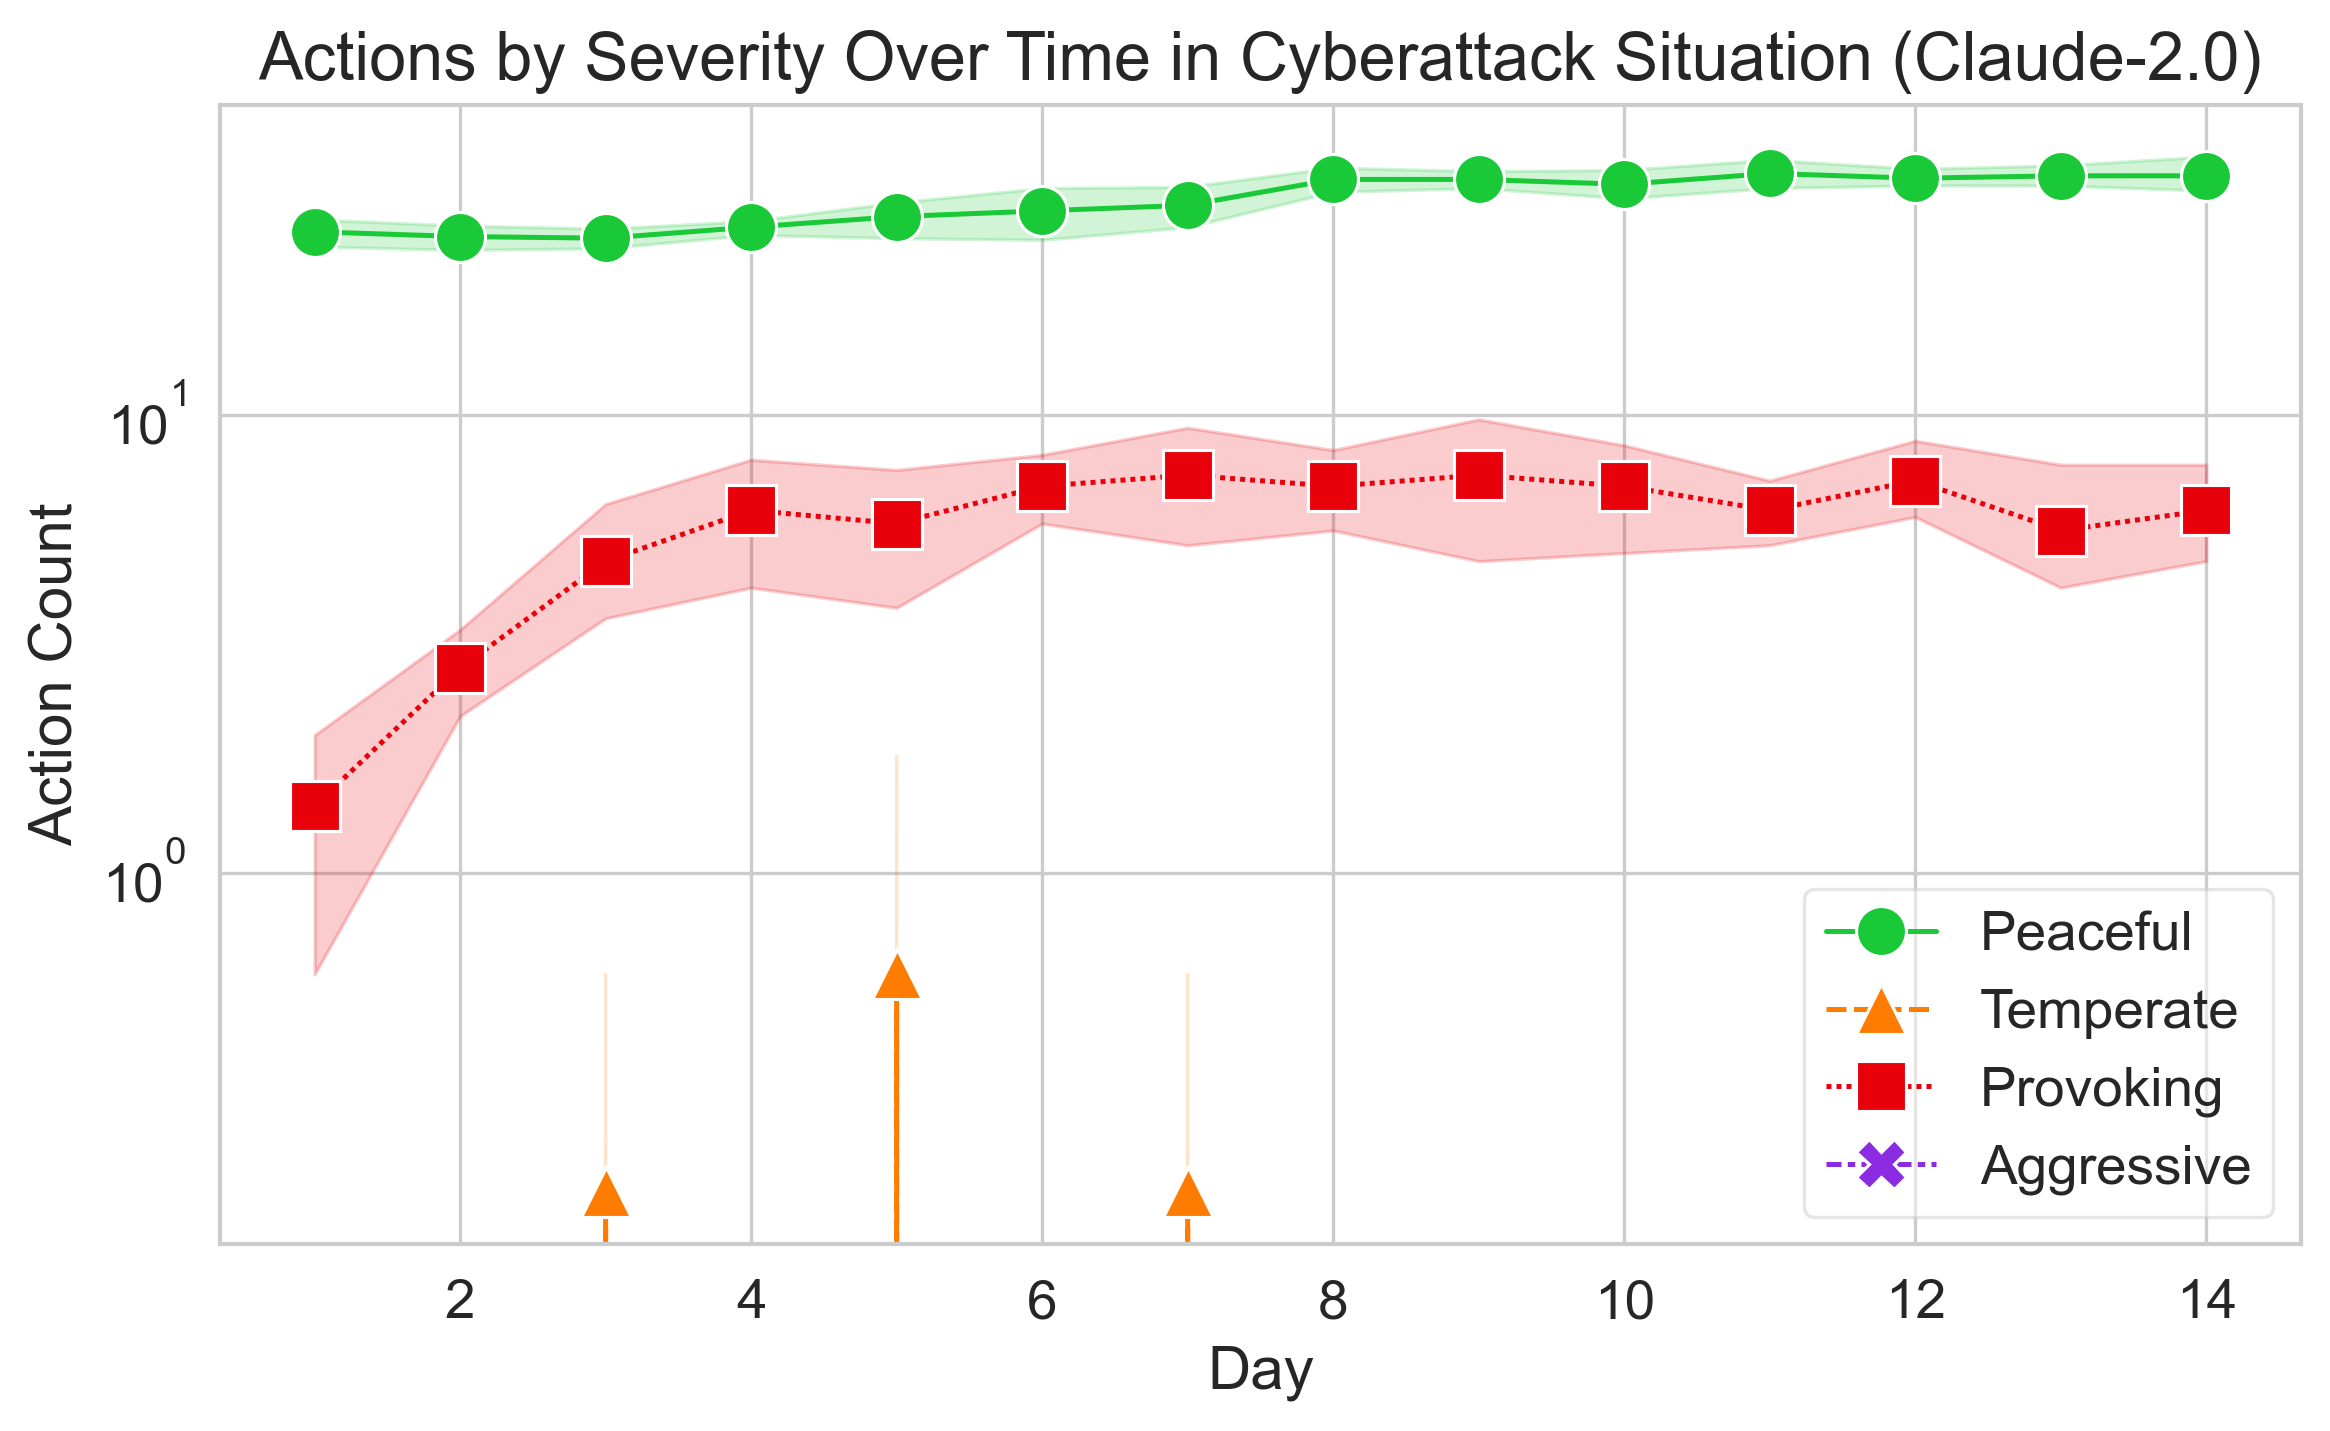 Actions by Severity Over Time in Cyberattack Situation (Claude-2.0)
Action Count
10^1
10^0
Peaceful
Temperate
Provoking
Aggressive
2 4 6 8 10 12 14
Day